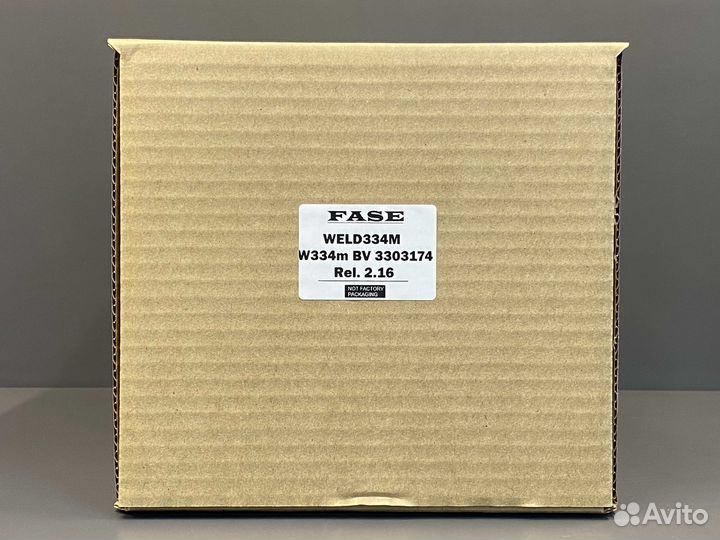 FASE
WELD334M
W334m BV 3303174
Rel. 2.16
NOT FACTORY
PACKAGING
Avito